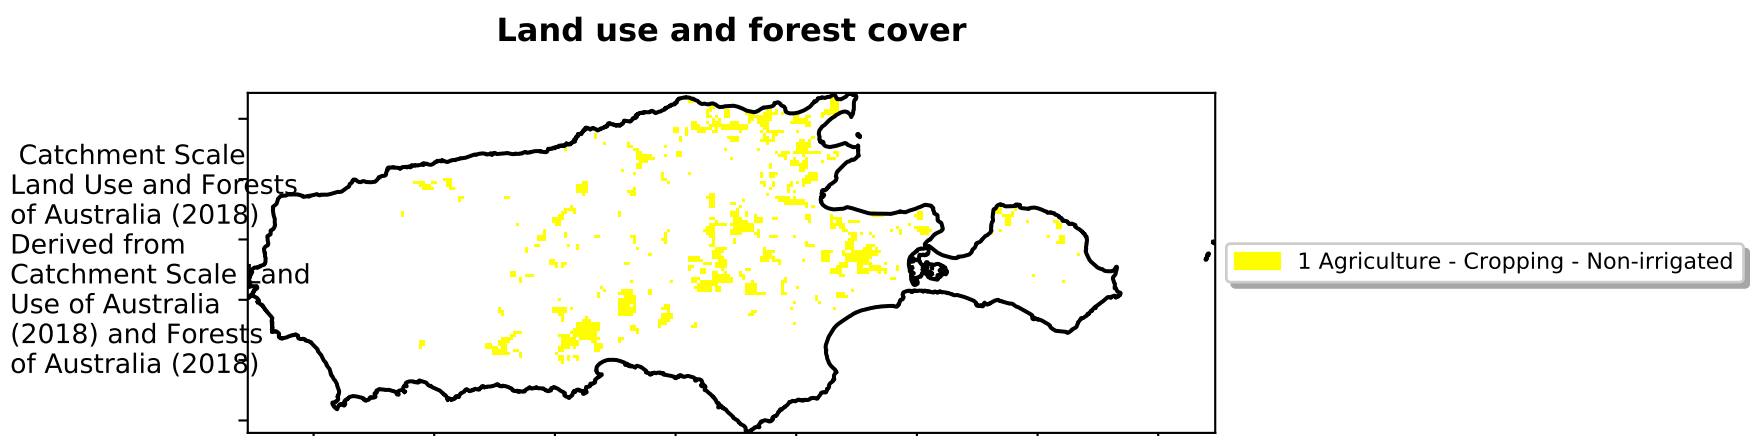 Land use and forest cover
Catchment Scale
Land Use and Forests
of Australia (2018)
Derived from
Catchment Scale Land
Use of Australia
(2018) and Forests
of Australia (2018)
1 Agriculture - Cropping - Non-irrigated